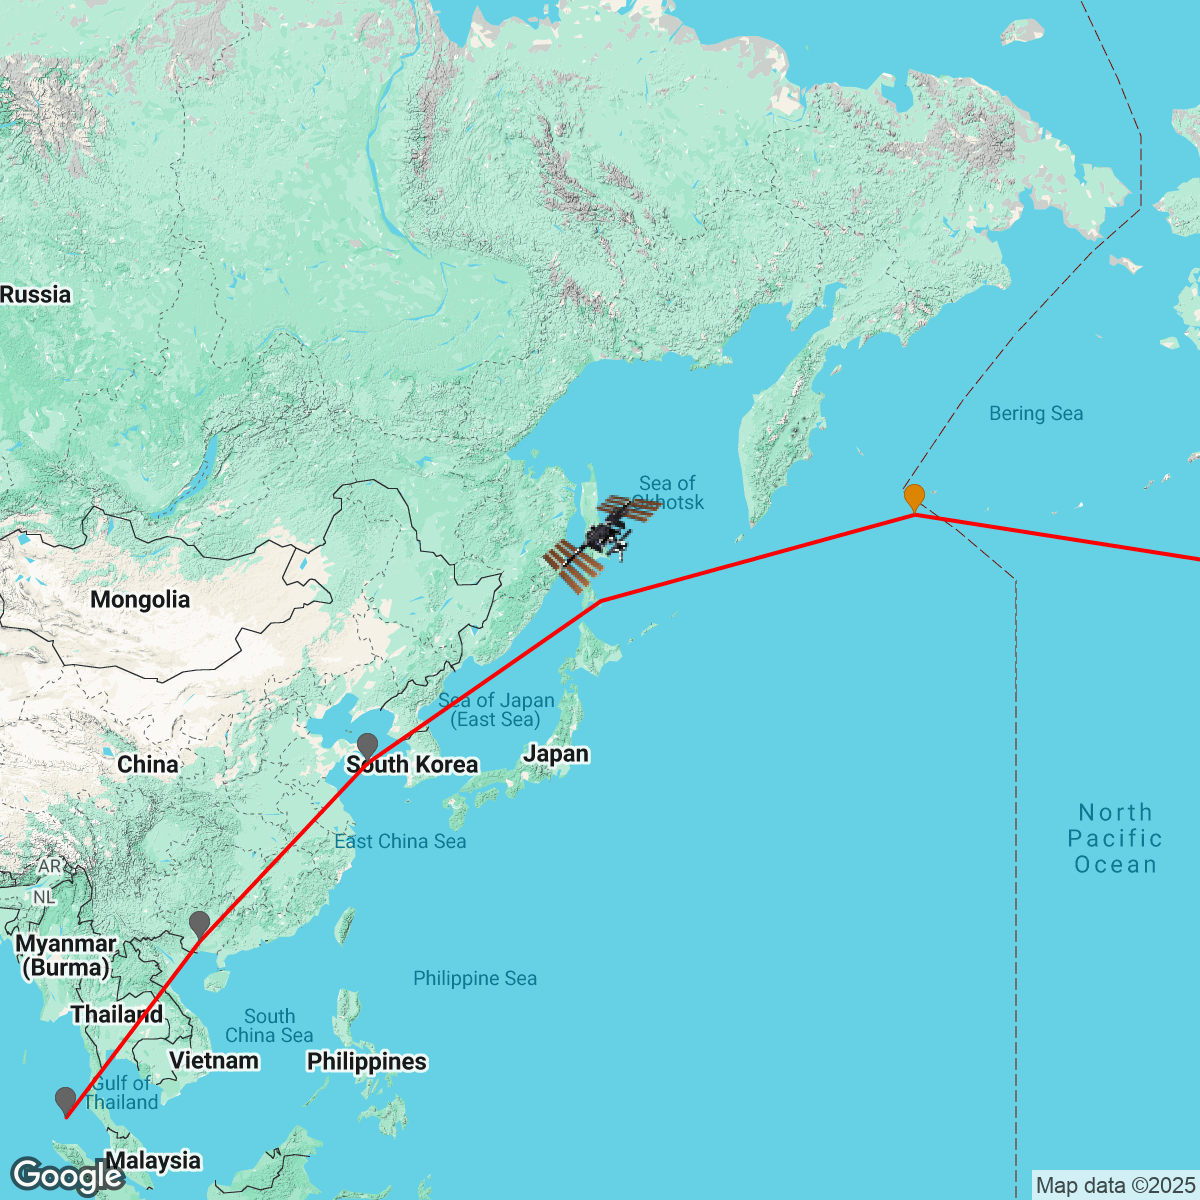 Russia
Bering Sea
Sea of
Okhotsk
Mongolia
Sea of Japan
(East Sea)
Japan
China
South Korea
North
Pacific
Ocean
East China Sea
AR
NL
Myanmar
(Burma)
Philippine Sea
Thailand
South
China Sea
Vietnam
Philippines
Gulf of
Thailand
Malaysia
Google
Map data ©2025